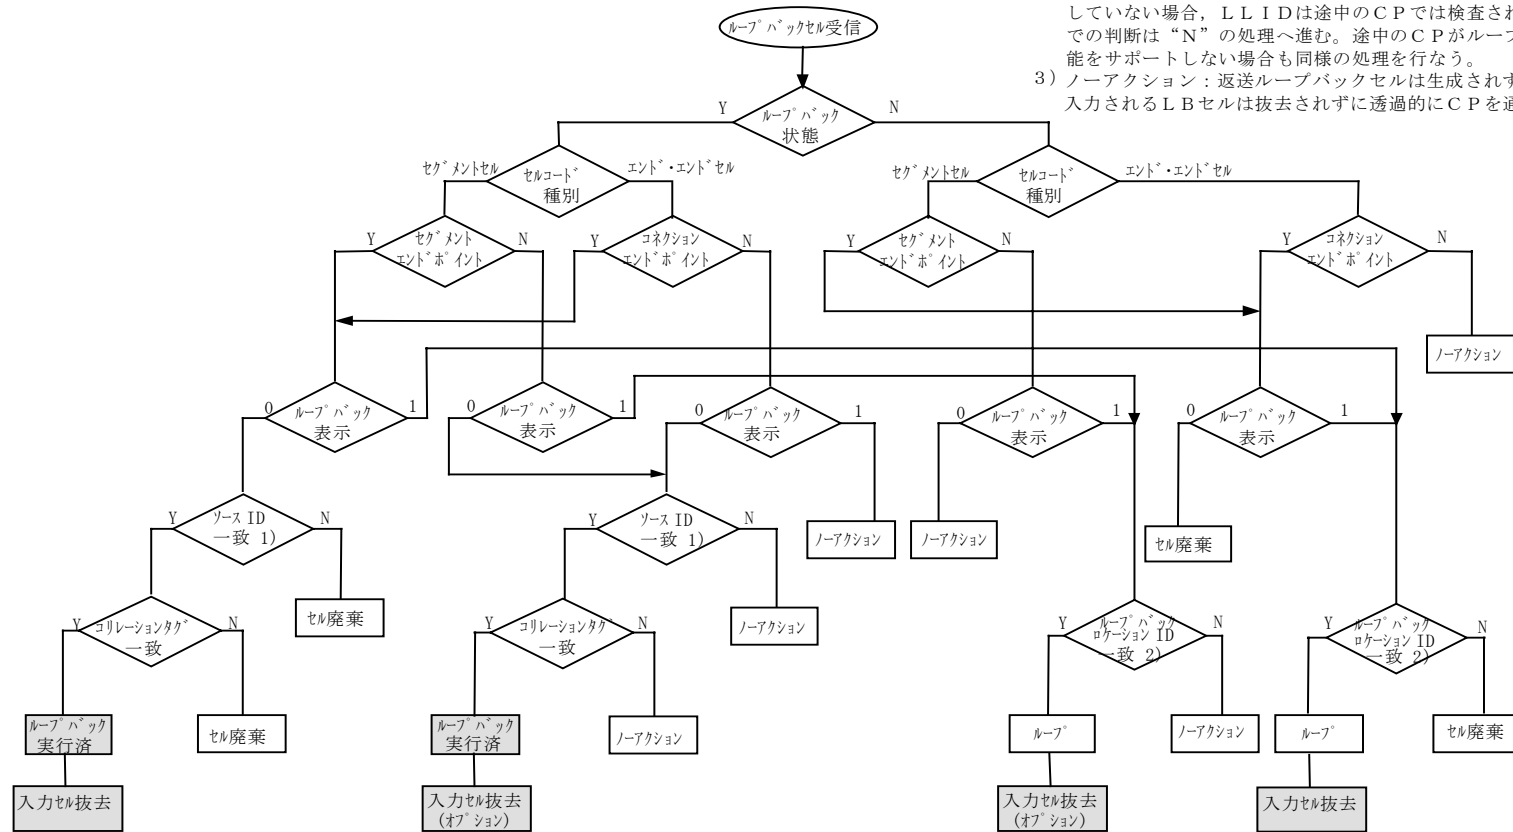 していない場合，ＬＬＩＤは途中のＣＰでは検査され
での判断は“Ｎ”の処理へ進む。途中のＣＰがループ
能をサポートしない場合も同様の処理を行なう。
3）ノーアクション：返送ループバックセルは生成されず
入力されるＬＢセルは抜去されずに透過的にＣＰを通
ﾙｰﾌﾟﾊﾞｯｸｾﾙ受信
Y
ﾙｰﾌﾟﾊﾞｯｸ
状態
N
ｾｸﾞﾒﾝﾄｾﾙ
ｾﾙｺｰﾄﾞ
種別
ｴﾝﾄﾞ･ｴﾝﾄﾞｾﾙ
ｾｸﾞﾒﾝﾄｾﾙ
ｾﾙｺｰﾄﾞ
種別
ｴﾝﾄﾞ･ｴﾝﾄﾞｾﾙ
Y
ｾｸﾞﾒﾝﾄ
ｴﾝﾄﾞﾎﾟｲﾝﾄ
N
Y
ｺﾈｸｼｮﾝ
ｴﾝﾄﾞﾎﾟｲﾝﾄ
N
Y
ｾｸﾞﾒﾝﾄ
ｴﾝﾄﾞﾎﾟｲﾝﾄ
N
Y
ｺﾈｸｼｮﾝ
ｴﾝﾄﾞﾎﾟｲﾝﾄ
N
ﾉｰｱｸｼｮﾝ
0
ﾙｰﾌﾟﾊﾞｯｸ
表示
1
0
ﾙｰﾌﾟﾊﾞｯｸ
表示
1
0
ﾙｰﾌﾟﾊﾞｯｸ
表示
1
0
ﾙｰﾌﾟﾊﾞｯｸ
表示
1
0
ﾙｰﾌﾟﾊﾞｯｸ
表示
1
Y
ｿｰｽ ID
一致 1)
N
Y
ｿｰｽ ID
一致 1)
N
ﾉｰｱｸｼｮﾝ
ﾉｰｱｸｼｮﾝ
ｾﾙ廃棄
Y
ｺﾘﾚｰｼｮﾝﾀｸﾞ
一致
N
ｾﾙ廃棄
Y
ｺﾘﾚｰｼｮﾝﾀｸﾞ
一致
N
ﾉｰｱｸｼｮﾝ
Y
ﾙｰﾌﾟﾊﾞｯｸ
ﾛｹｰｼｮﾝ ID
一致 2)
N
Y
ﾙｰﾌﾟﾊﾞｯｸ
ﾛｹｰｼｮﾝ ID
一致 2)
N
ﾙｰﾌﾟﾊﾞｯｸ
実行済
ｾﾙ廃棄
ﾙｰﾌﾟﾊﾞｯｸ
実行済
ﾉｰｱｸｼｮﾝ
ﾙｰﾌﾟ
ﾉｰｱｸｼｮﾝ
ﾙｰﾌﾟ
ｾﾙ廃棄
入力ｾﾙ抜去
入力ｾﾙ抜去
(ｵﾌﾟｼｮﾝ)
入力ｾﾙ抜去
(ｵﾌﾟｼｮﾝ)
入力ｾﾙ抜去